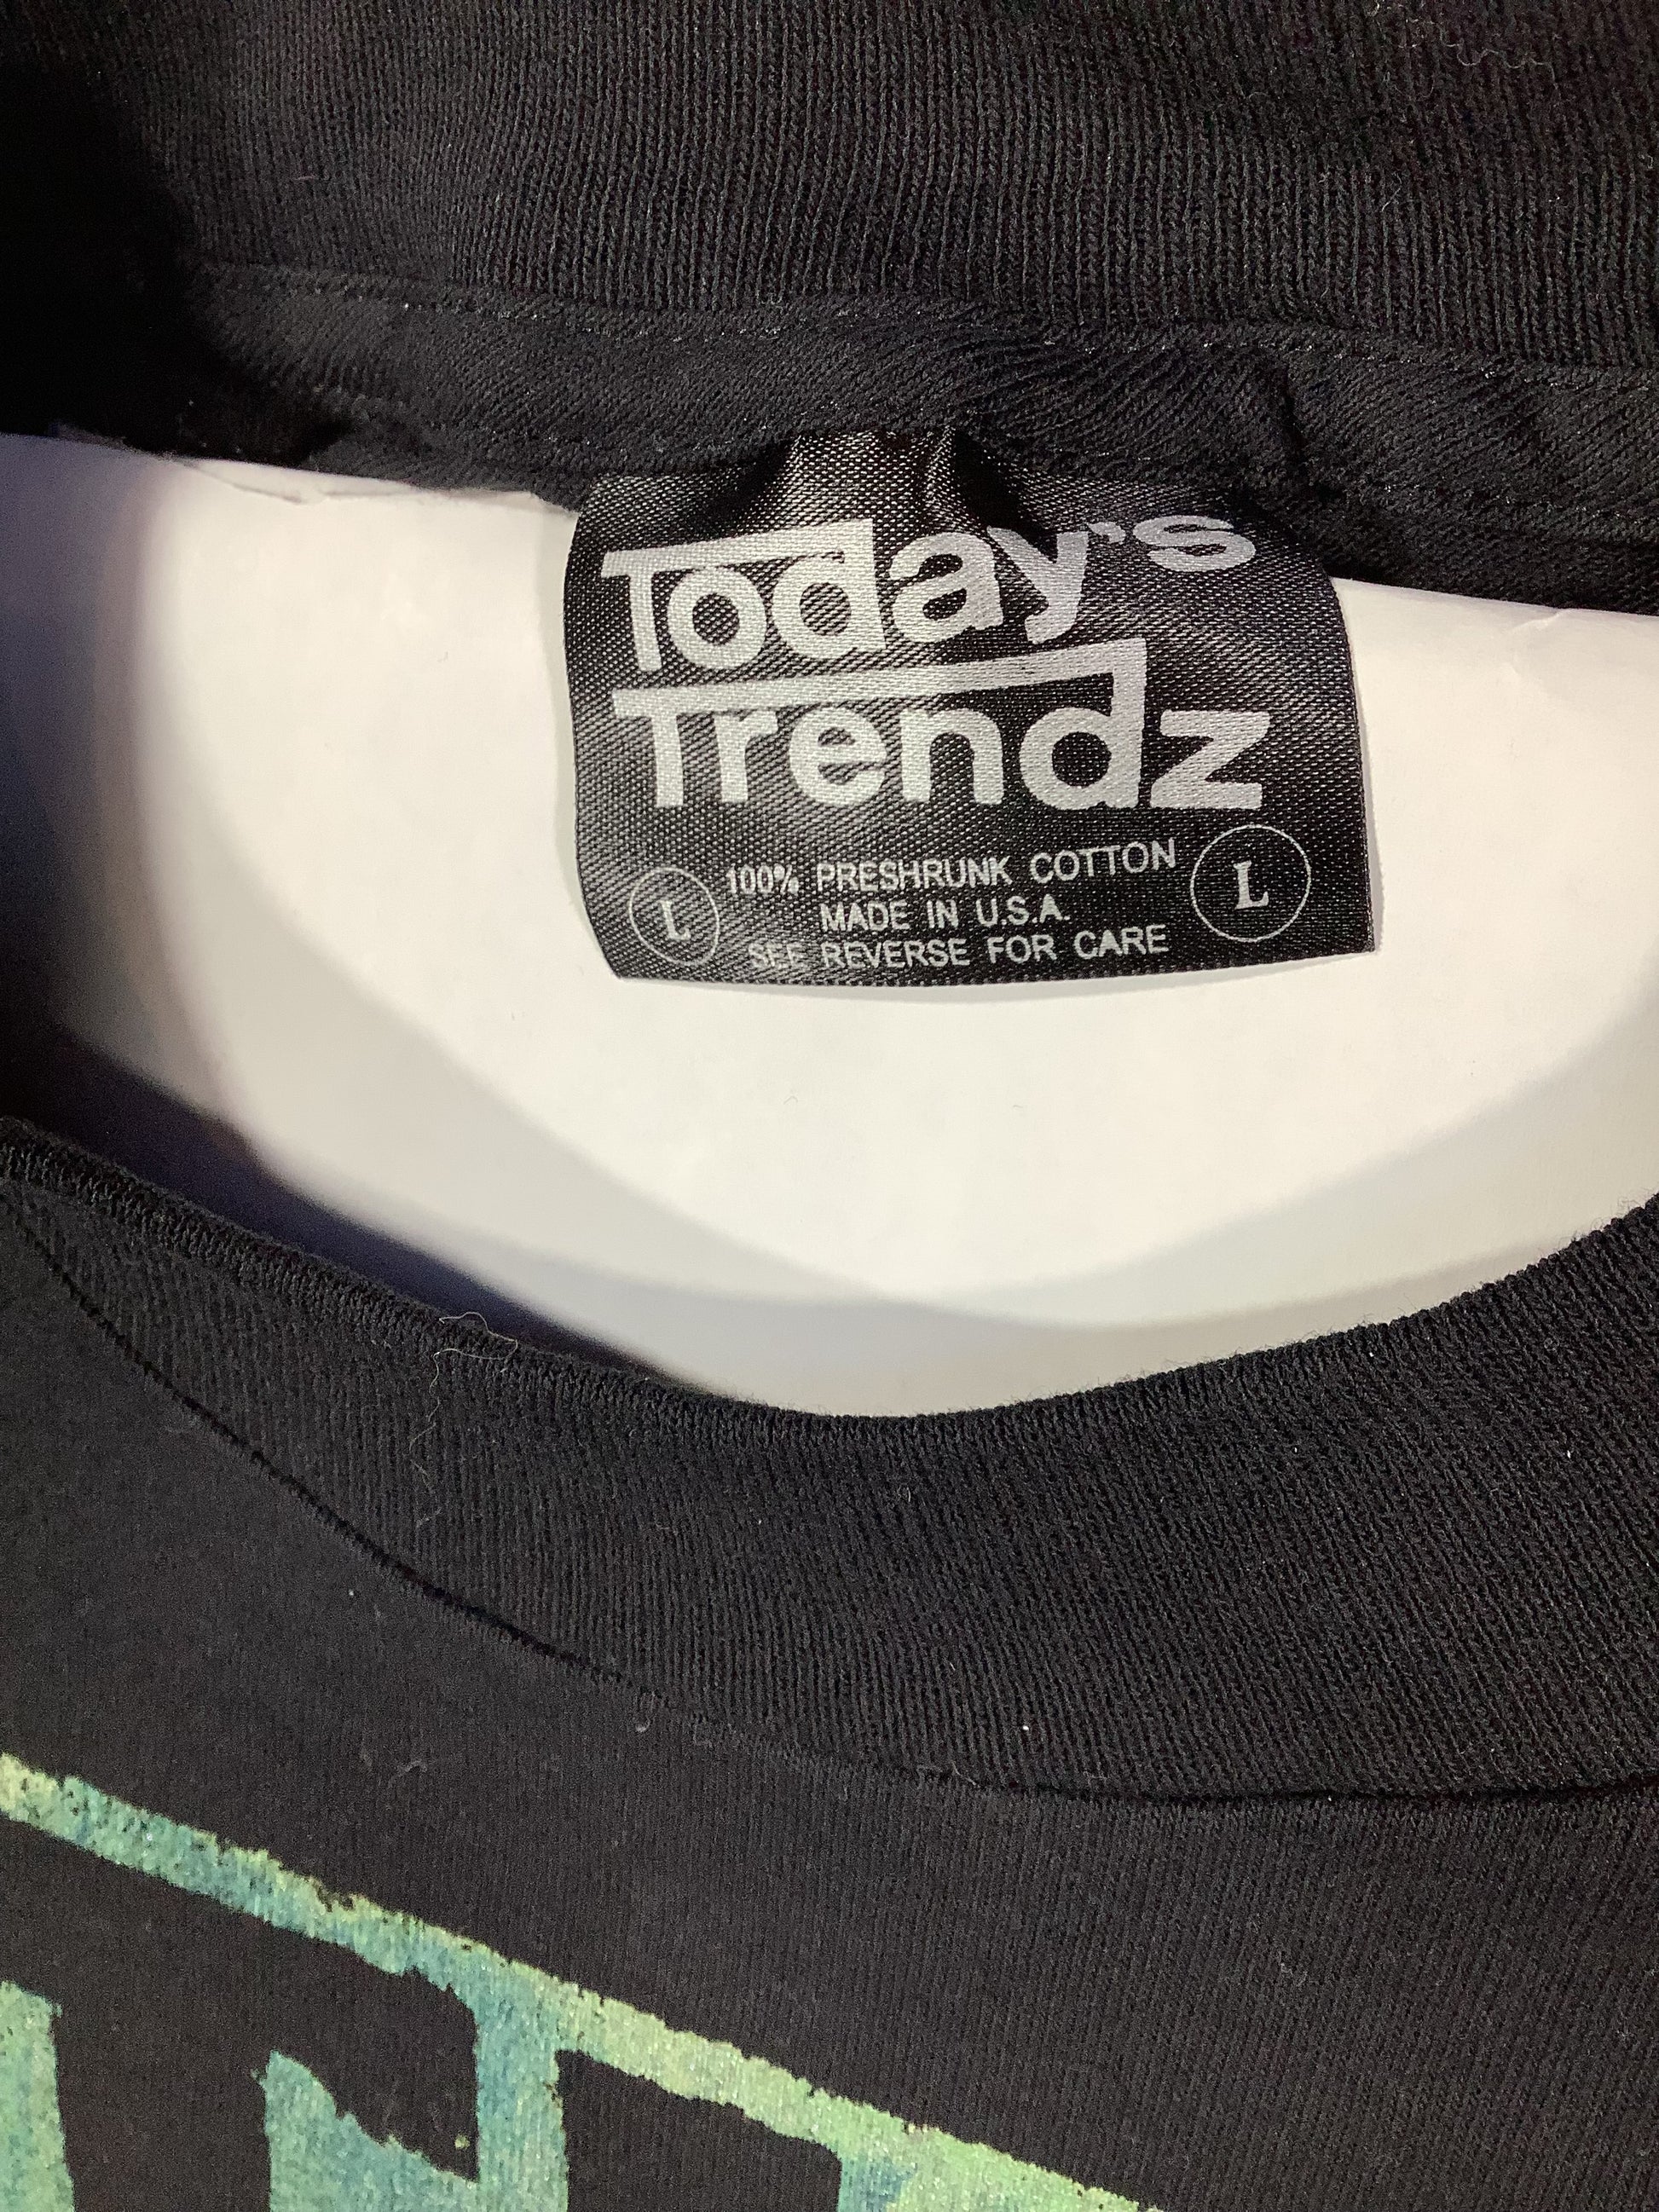 Today's
Trendz
L 100% PRESHRUNK COTTON L
MADE IN U.S.A.
SEE REVERSE FOR CARE